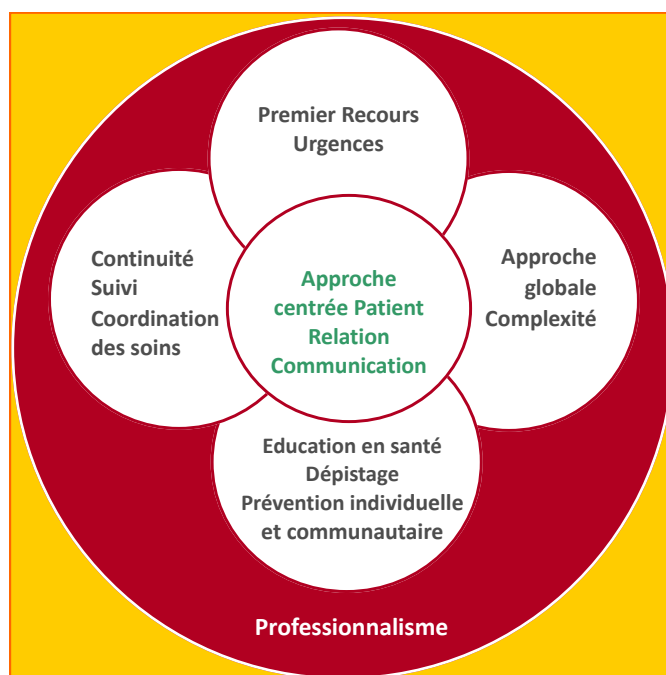 Premier Recours
Urgences
Continuité
Suivi
Coordination
des soins
Approche
centrée Patient
Relation
Communication
Approche
globale
Complexité
Education en santé
Dépistage
Prévention individuelle
et communautaire
Professionnalisme